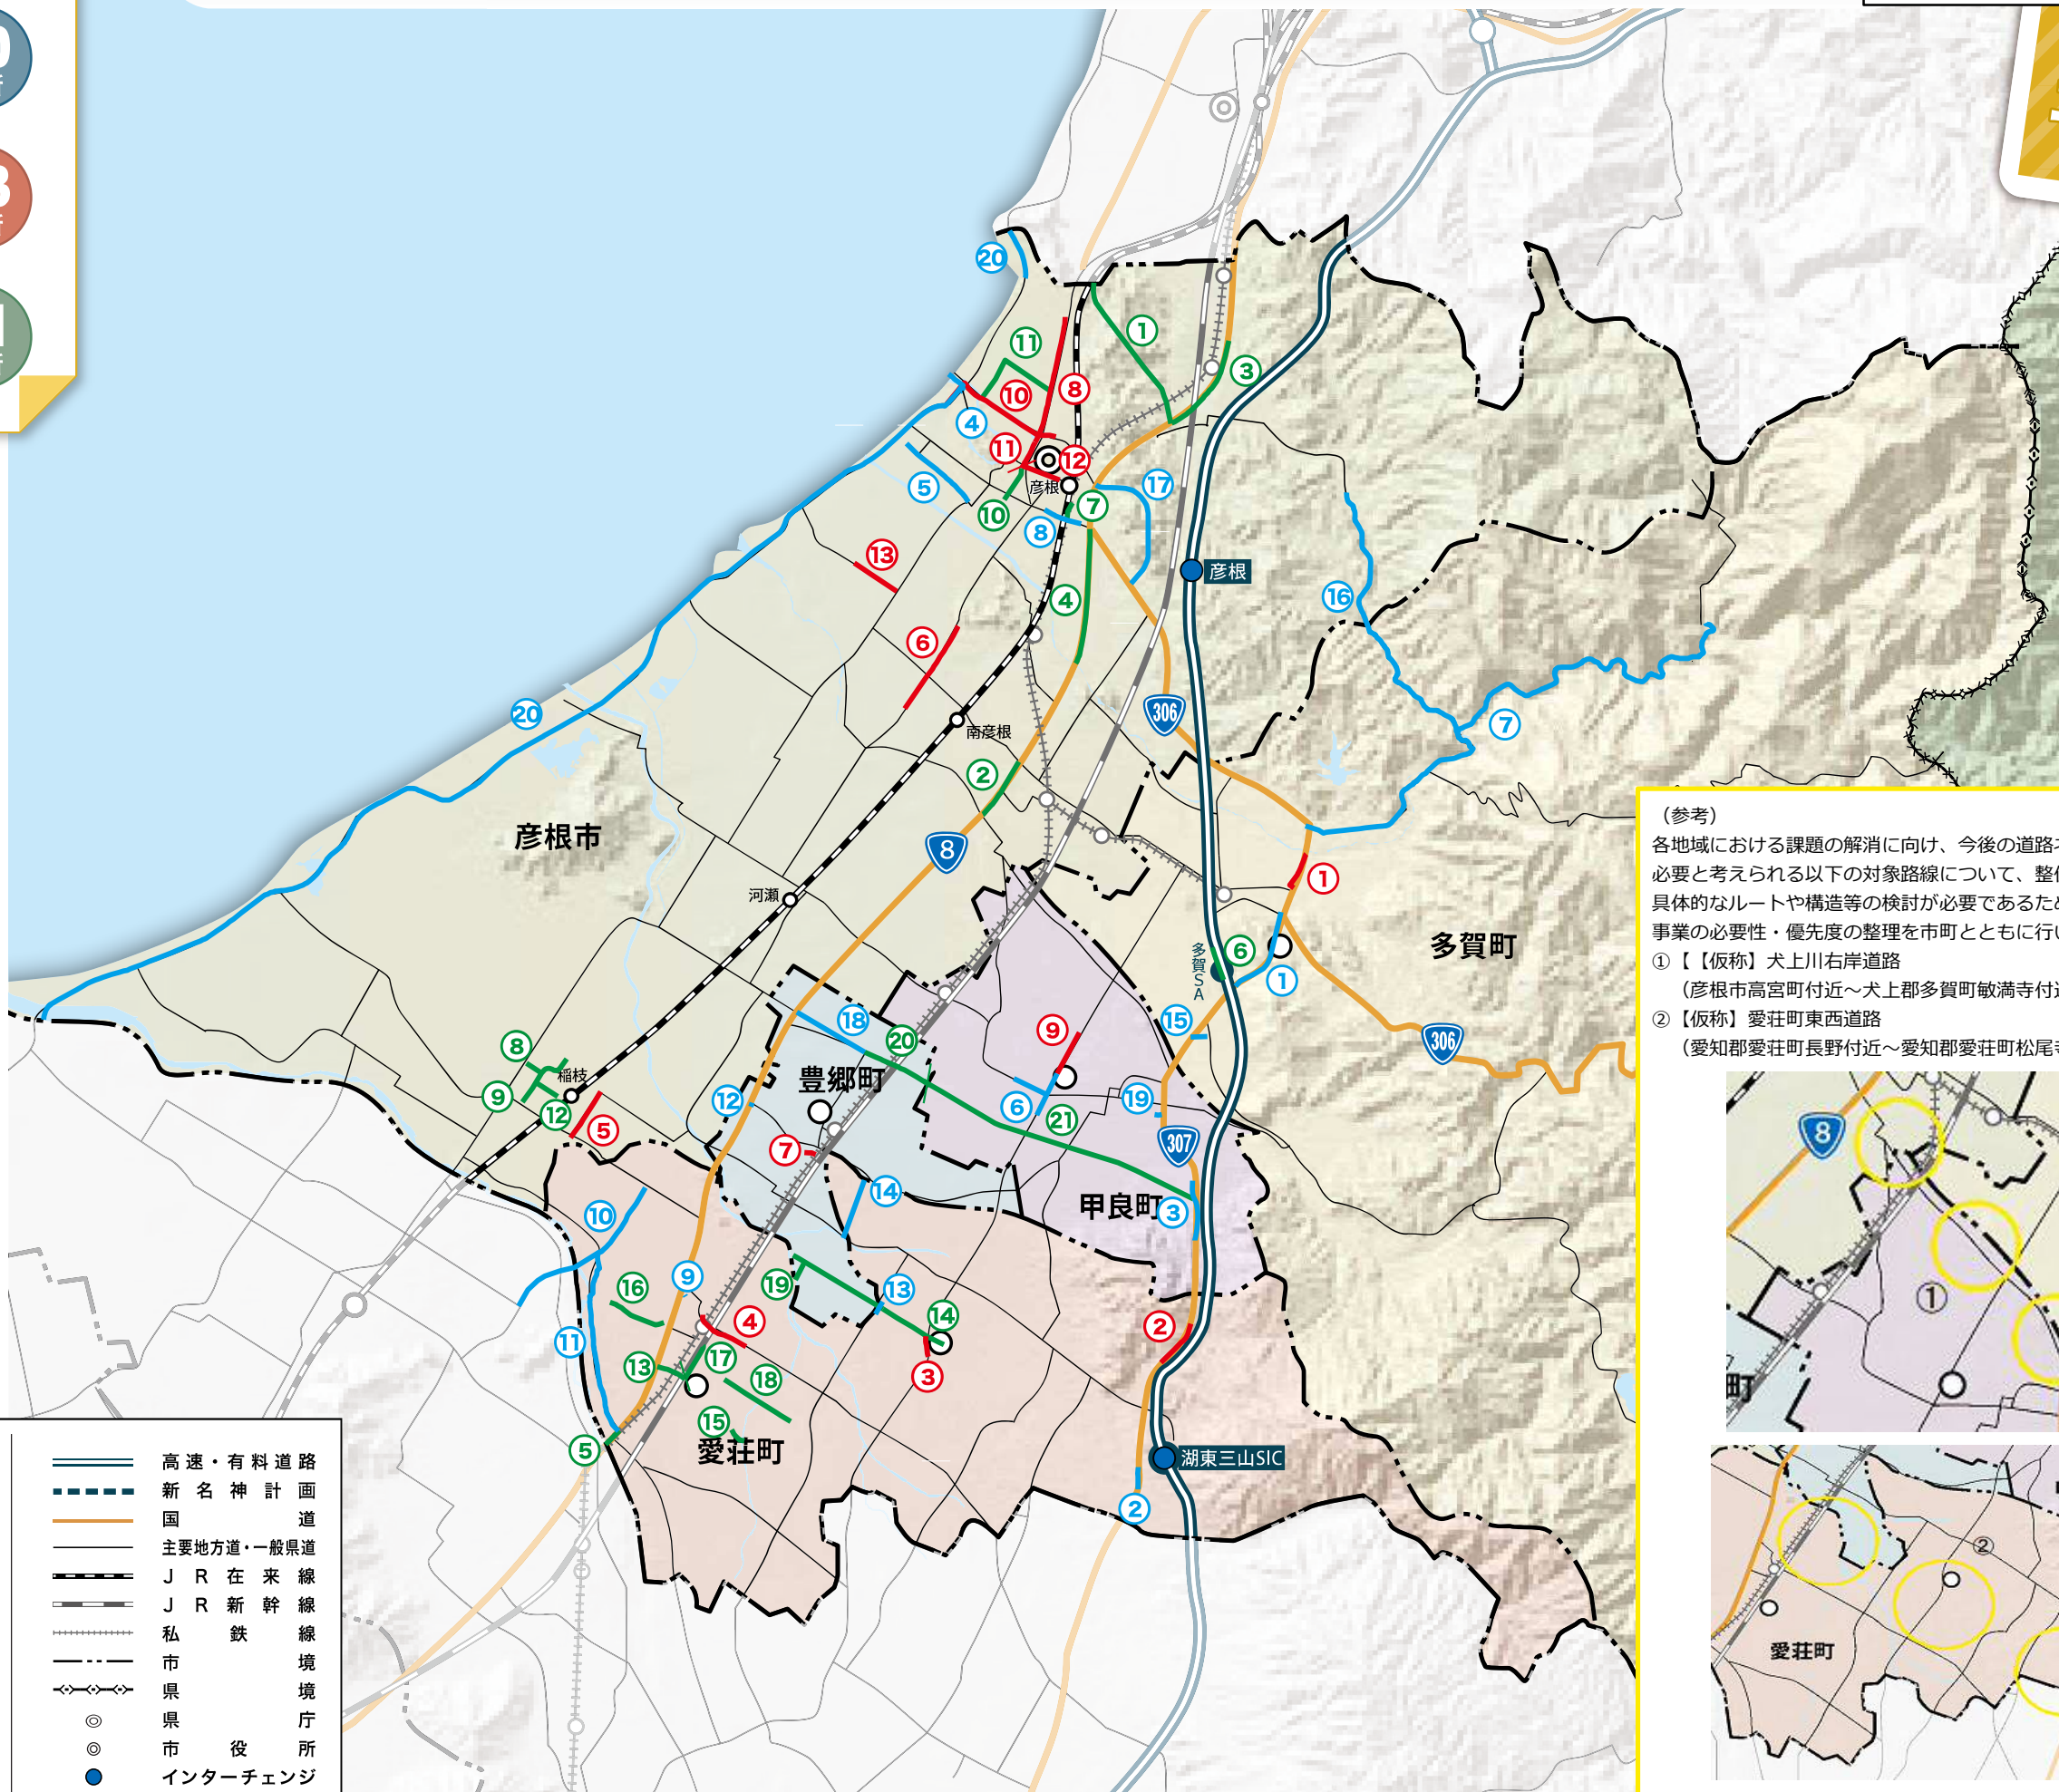 20
1
11
3
10
8
4
11
12
彦根
5
17
7
10
8
13
彦根
4
16
6
306
20
南彦根
7
2
彦根市
8
河瀬
1
多賀町
多賀SA
6
1
18
15
20
9
306
8
稲枝
豊郷町
9
12
12
6
19
21
5
7
307
14
甲良町
3
10
9
16
19
13
14
4
2
11
13
17
18
3
15
愛荘町
5
湖東三山SIC
2
高速・有料道路
新名神計画
国道
主要地方道・一般県道
JR在来線
JR新幹線
私鉄線
市境
県境
県庁
市役所
インターチェンジ
（参考）
各地域における課題の解消に向け、今後の道路
必要と考えられる以下の対象路線について、整
具体的なルートや構造等の検討が必要であるた
事業の必要性・優先度の整理を市町とともに行
①【【仮称】犬上川右岸道路
（彦根市高宮町付近～犬上郡多賀町敏満寺付
②【仮称】愛荘町東西道路
（愛知郡愛荘町長野付近～愛知郡愛荘町松尾
8
①
町
②
愛荘町